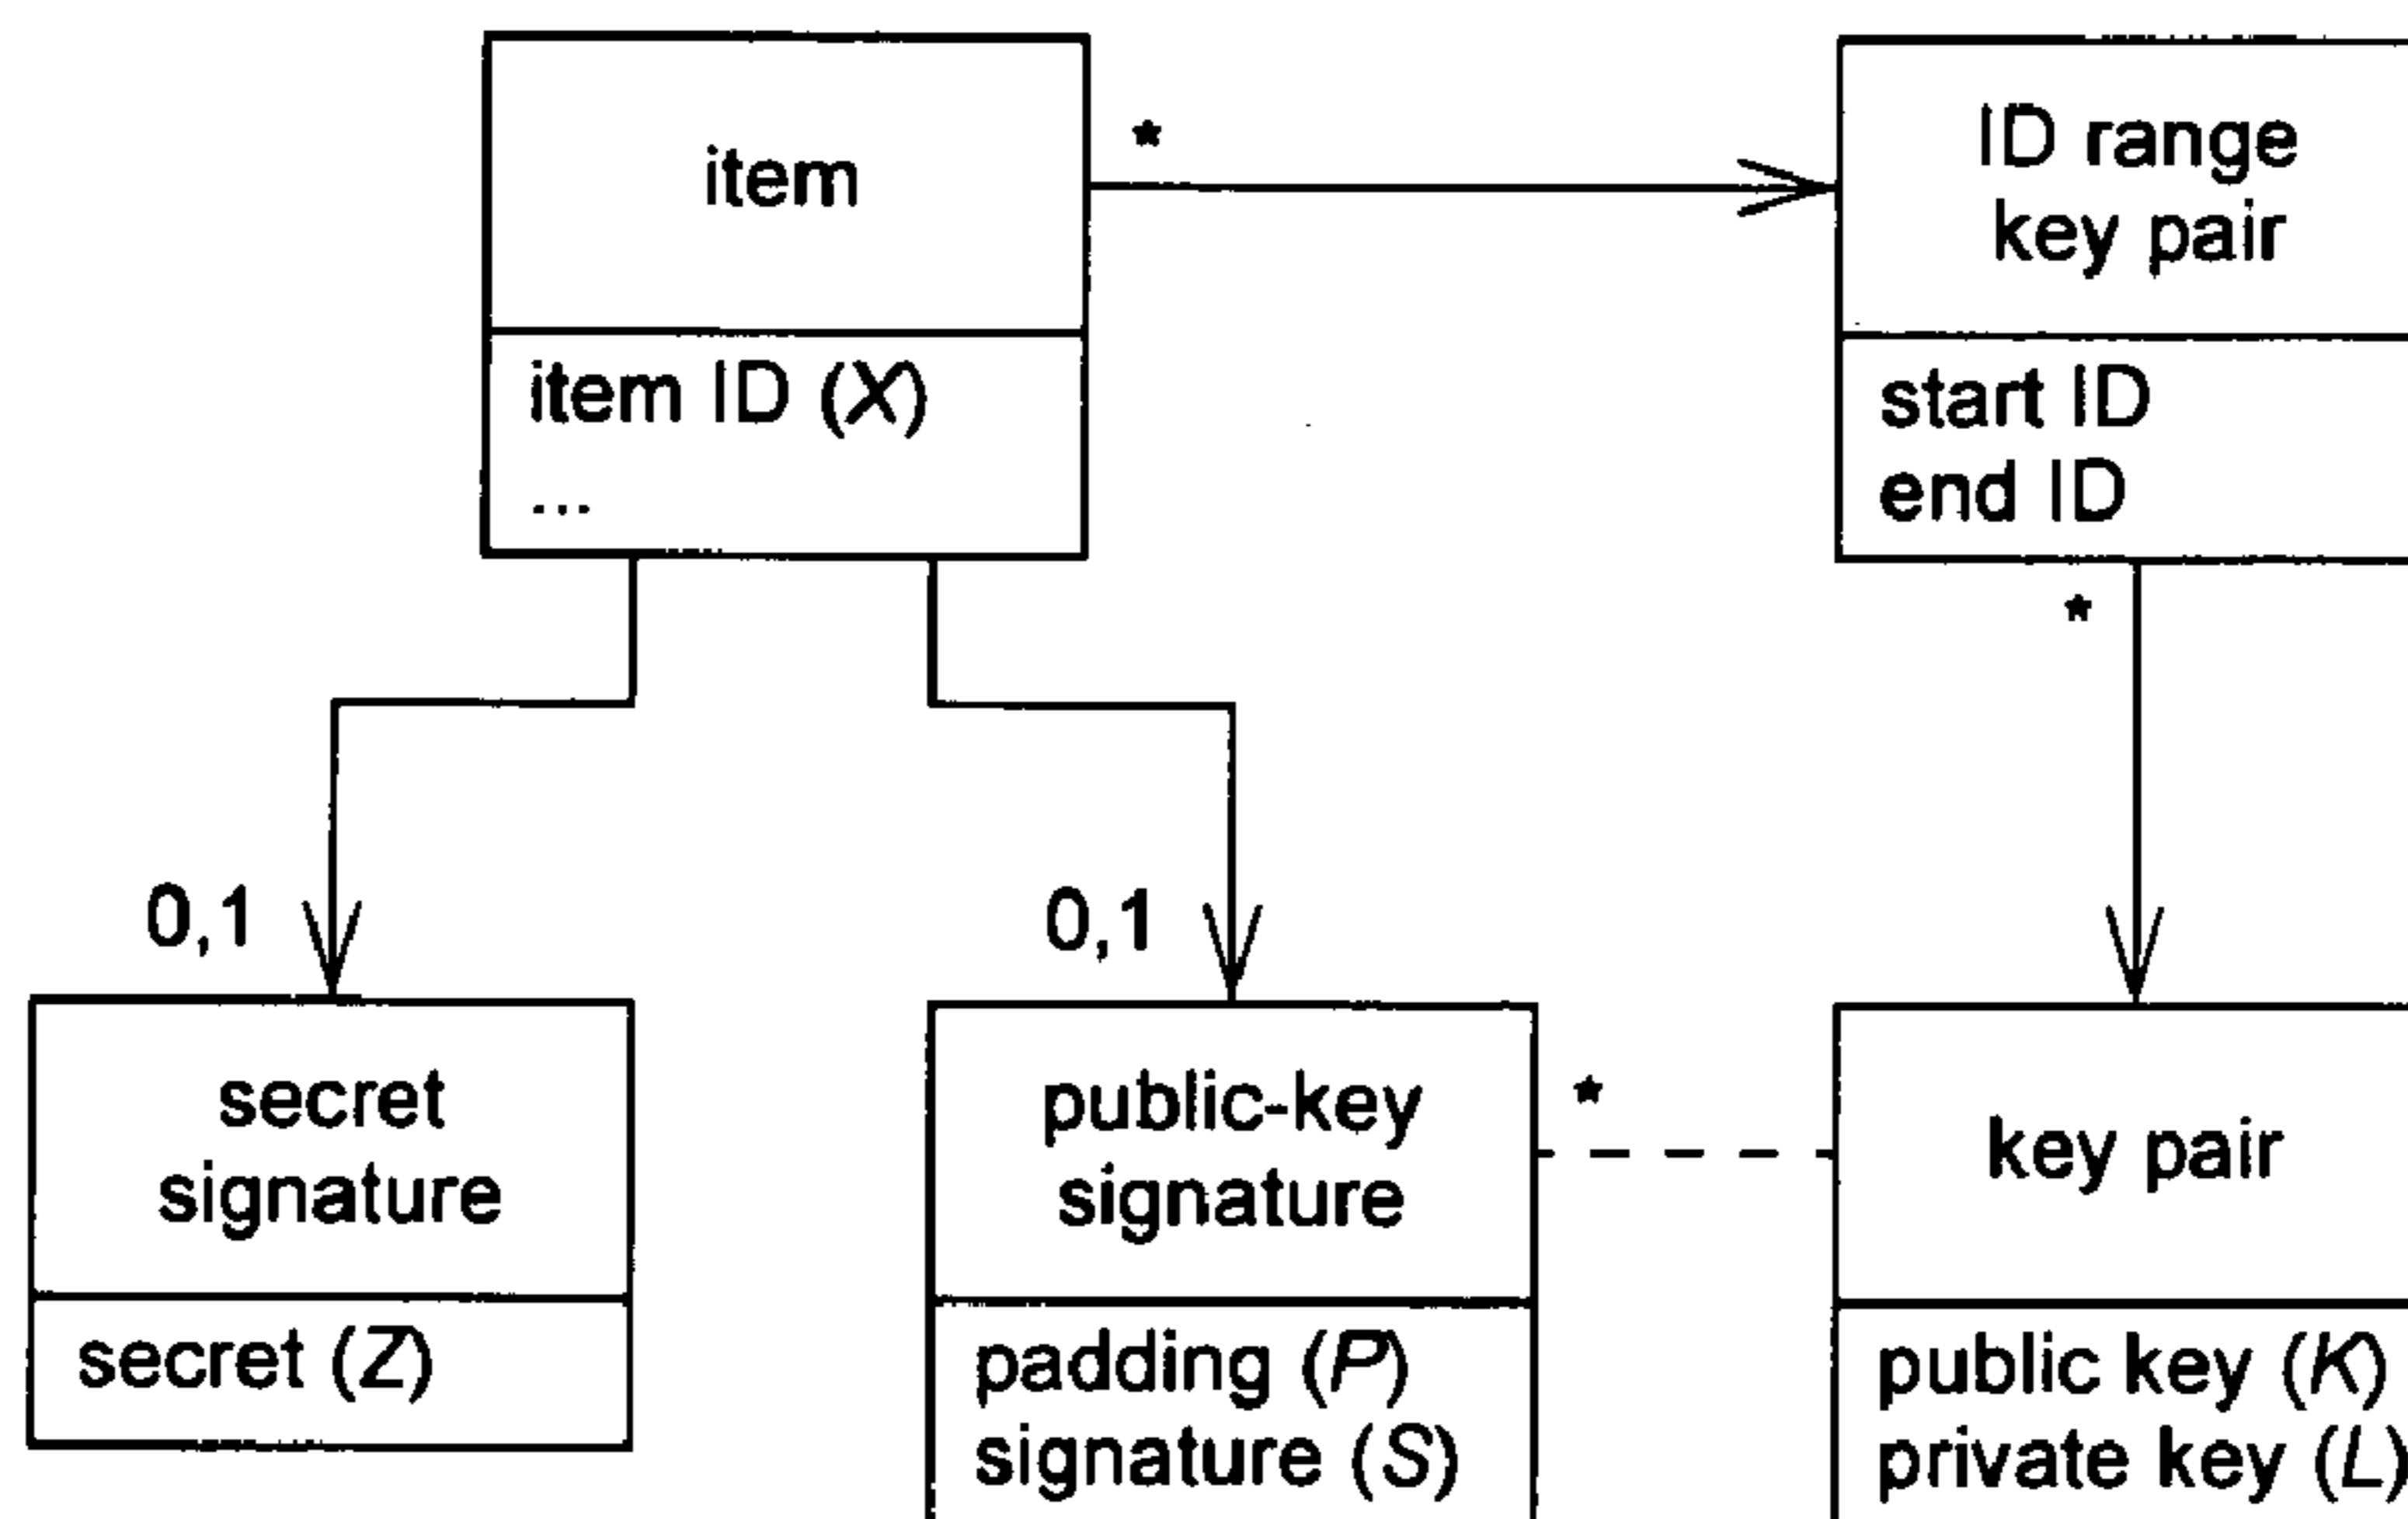 item
item ID (X)
...
*
ID range
key pair
start ID
end ID
*
0,1
0,1
secret
signature
secret (Z)
public-key
signature
padding (P)
signature (S)
*
key pair
public key (K)
private key (L)